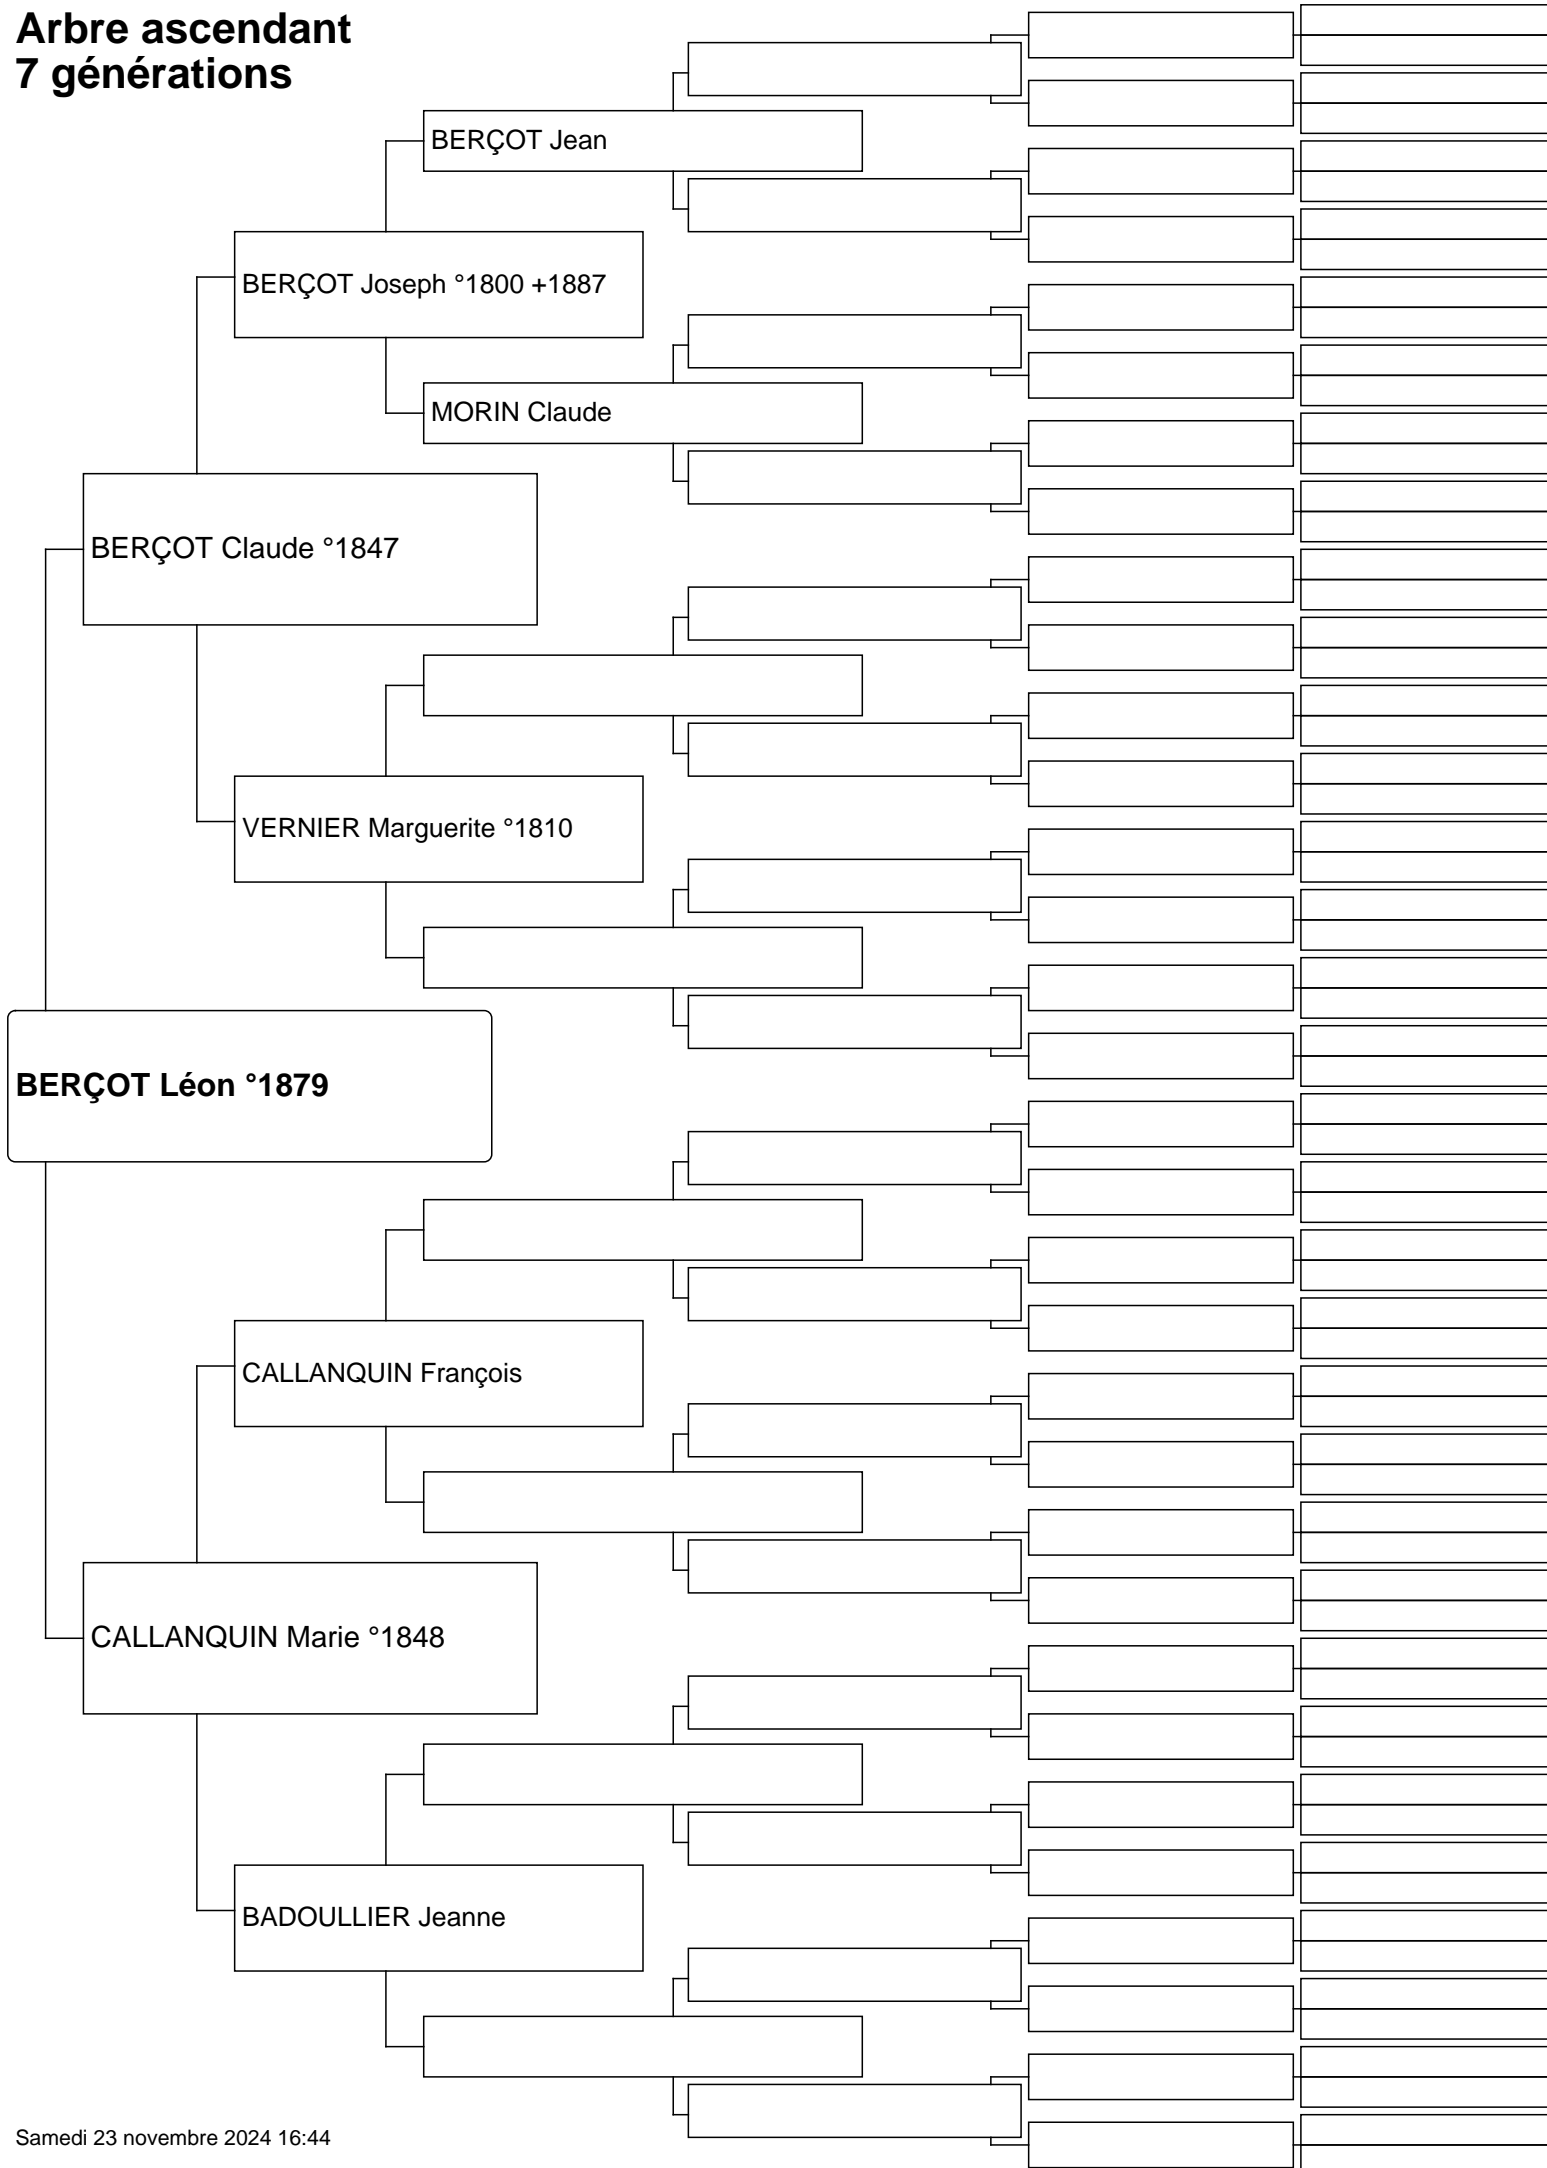 Arbre ascendant
7 générations
BERÇOT Jean
BERÇOT Joseph °1800 +1887
MORIN Claude
BERÇOT Claude °1847
VERNIER Marguerite °1810
BERÇOT Léon °1879
CALLANQUIN François
CALLANQUIN Marie °1848
BADOULLIER Jeanne
Samedi 23 novembre 2024 16:44